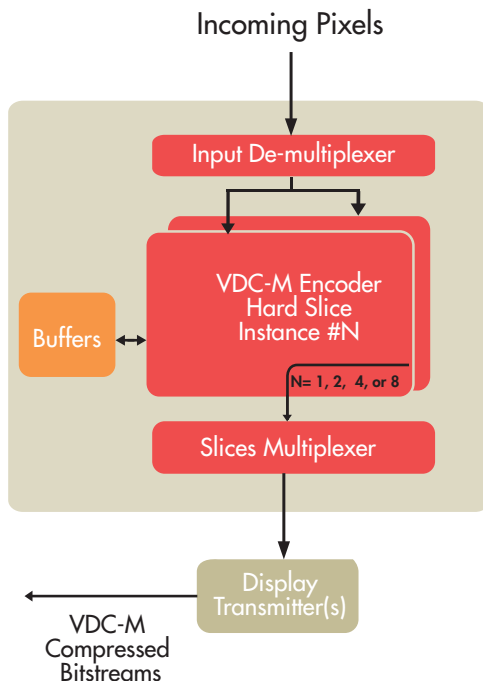 Incoming Pixels
Input De-multiplexer
VDC-M Encoder
Hard Slice
Instance #N
Buffers
N= 1, 2, 4, or 8
Slices Multiplexer
Display
Transmitter(s)
VDC-M
Compressed
Bitstreams